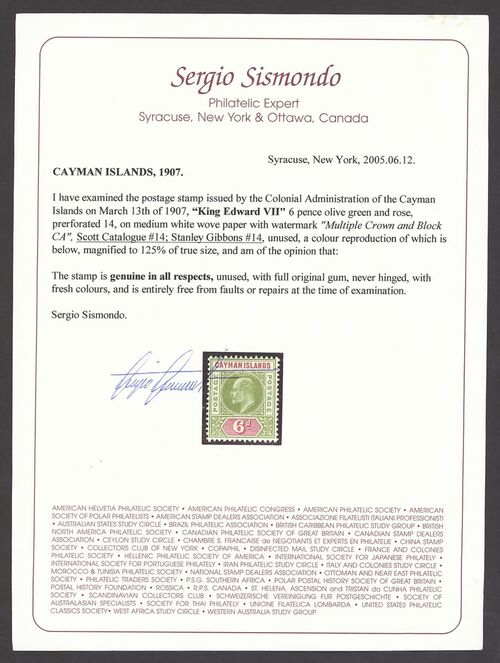 Sergio Sismondo
Philatelic Expert
Syracuse, New York & Ottawa, Canada
Syracuse, New York, 2005.06.12.
CAYMAN ISLANDS, 1907.
I have examined the postage stamp issued by the Colonial Administration of the Cayman
Islands on March 13th of 1907, "King Edward VII" 6 pence olive green and rose,
perforated 14, on medium white wove paper with watermark "Multiple Crown and Block
CA", Scott Catalogue #14; Stanley Gibbons #14, unused, a colour reproduction of which is
below, magnified to 125% of true size, and am of the opinion that:
The stamp is genuine in all respects, unused, with full original gum, never hinged, with
fresh colours, and is entirely free from faults or repairs at the time of examination.
Sergio Sismondo.
CAYMAN ISLANDS
POSTAGE
POSTAGE
6d
AMERICAN HELVETIA PHILATELIC SOCIETY • AMERICAN PHILATELIC CONGRESS • AMERICAN PHILATELIC SOCIETY • AMERICAN
SOCIETY OF POLAR PHILATELISTS • AMERICAN STAMP DEALERS ASSOCIATION • ASSOCIAZIONE FILATELISTI ITALIANI PROFESSIONISTI
• AUSTRALIAN STATES STUDY CIRCLE • BRAZIL PHILATELIC ASSOCIATION • BRITISH CARIBBEAN PHILATELIC STUDY GROUP • BRITISH
NORTH AMERICA PHILATELIC SOCIETY • CANADIAN PHILATELIC SOCIETY OF GREAT BRITAIN • CANADIAN STAMP DEALERS
ASSOCIATION • CEYLON STUDY CIRCLE • CHAMBRE S. FRANCAISE de NEGOTIANTS ET EXPERTS EN PHILATELIE • CHINA STAMP
SOCIETY • COLLECTORS CLUB OF NEW YORK • COPAPHIL • DISINFECTED MAIL STUDY CIRCLE • FRANCE AND COLONIES
PHILATELIC SOCIETY • HELLENIC PHILATELIC SOCIETY OF AMERICA • INTERNATIONAL SOCIETY FOR JAPANESE PHILATELY •
INTERNATIONAL SOCIETY FOR PORTUGUESE PHILATELY • IRAN PHILATELIC STUDY CIRCLE • ITALY AND COLONIES STUDY CIRCLE •
MOROCCO & TUNISIA PHILATELIC SOCIETY • NATIONAL STAMP DEALERS ASSOCIATION • OTTOMAN AND NEAR EAST PHILATELIC
SOCIETY • PHILATELIC TRADERS SOCIETY • P.S.G. SOUTHERN AFRICA • POLAR POSTAL HISTORY SOCIETY OF GREAT BRITAIN •
POSTAL HISTORY FOUNDATION • ROSSICA • R.P.S. CANADA • ST. HELENA, ASCENSION and TRISTAN da CUNHA PHILATELIC
SOCIETY • SCANDINAVIAN COLLECTORS CLUB • SCHWEIZERISCHE VEREINIGUNG FUR POSTGESCHICHTE • SOCIETY OF
AUSTRALASIAN SPECIALISTS • SOCIETY FOR THAI PHILATELY • UNIONE FILATELICA LOMBARDA • UNITED STATES PHILATELIC
CLASSICS SOCIETY • WEST AFRICA STUDY CIRCLE • WESTERN FRONT STUDY GROUP